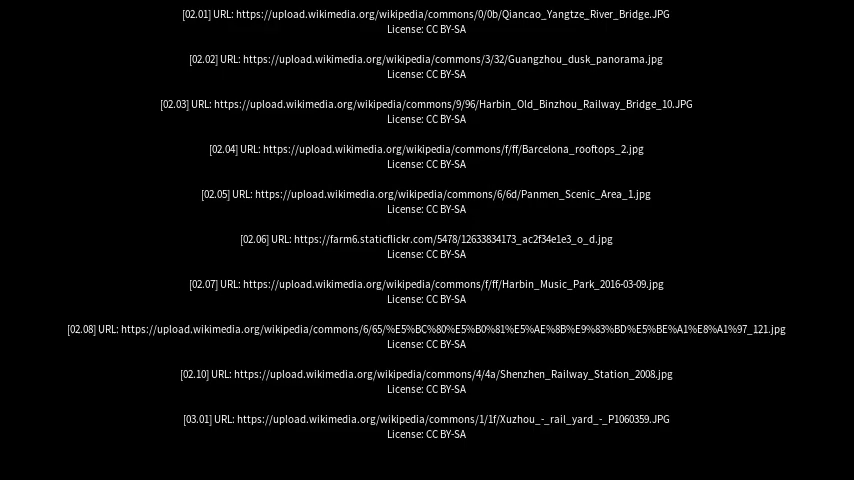 [02.01] URL: https://upload.wikimedia.org/wikipedia/commons/0/0b/Qiancao_Yangtze_River_Bridge.JPG
License: CC BY-SA
[02.02] URL: https://upload.wikimedia.org/wikipedia/commons/3/32/Guangzhou_dusk_panorama.jpg
License: CC BY-SA
[02.03] URL: https://upload.wikimedia.org/wikipedia/commons/9/96/Harbin_Old_Binzhou_Railway_Bridge_10.JPG
License: CC BY-SA
[02.04] URL: https://upload.wikimedia.org/wikipedia/commons/f/ff/Barcelona_rooftops_2.jpg
License: CC BY-SA
[02.05] URL: https://upload.wikimedia.org/wikipedia/commons/6/6d/Panmen_Scenic_Area_1.jpg
License: CC BY-SA
[02.06] URL: https://farm6.staticflickr.com/5478/12633834173_ac2f34e1e3_o_d.jpg
License: CC BY-SA
[02.07] URL: https://upload.wikimedia.org/wikipedia/commons/f/ff/Harbin_Music_Park_2016-03-09.jpg
License: CC BY-SA
[02.08] URL: https://upload.wikimedia.org/wikipedia/commons/6/65/%E5%BC%80%E5%B0%81%E5%AE%8B%E9%83%BD%E5%BE%A1%E8%A1%97_121.jpg
License: CC BY-SA
[02.10] URL: https://upload.wikimedia.org/wikipedia/commons/4/4a/Shenzhen_Railway_Station_2008.jpg
License: CC BY-SA
[03.01] URL: https://upload.wikimedia.org/wikipedia/commons/1/1f/Xuzhou_-_rail_yard_-_P1060359.JPG
License: CC BY-SA